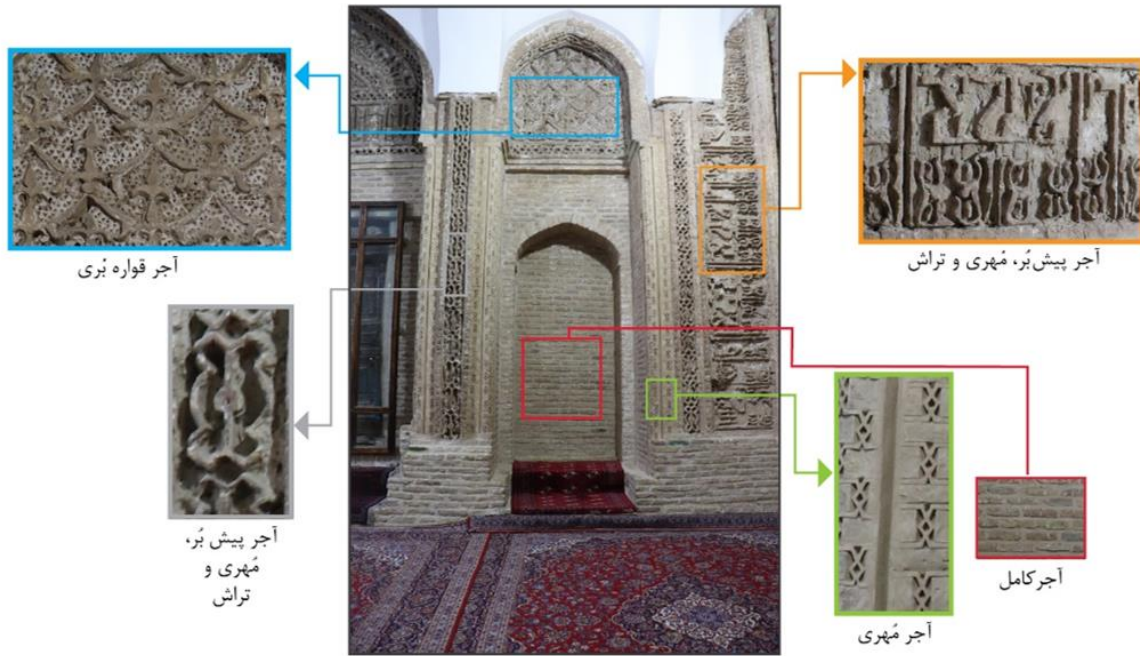 آجر قواره بُری
آجر پیش‌بُر، مُهری و تراش
آجر پیش بُر،
مُهری و
تراش
آجرکامل
آجر مُهری